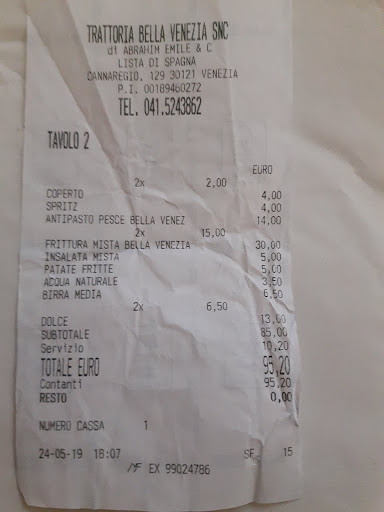 TRATTORIA BELLA VENEZIA SNC
di ABRAHIM EMILE & C
LISTA DI SPAGNA
CANNAREGIO, 129 30121 VENEZIA
P.I. 00189460272
TEL. 041.5243862
TAVOLO 2
EURO
2x 2,00
COPERTO 4,00
SPRITZ 4,00
ANTIPASTO PESCE BELLA VENEZ 14,00
2x 15,00
FRITTURA MISTA BELLA VENEZIA 30,00
INSALATA MISTA 5,00
PATATE FRITTE 5,00
ACQUA NATURALE 3,50
BIRRA MEDIA 6,50
2x 6,50
DOLCE 13,00
SUBTOTALE 85,00
Servizio 10,20
TOTALE EURO 95,20
Contanti 95,20
RESTO 0,00
NUMERO CASSA 1
24-05-19 18:07 SF. 15
MF EX 99024786